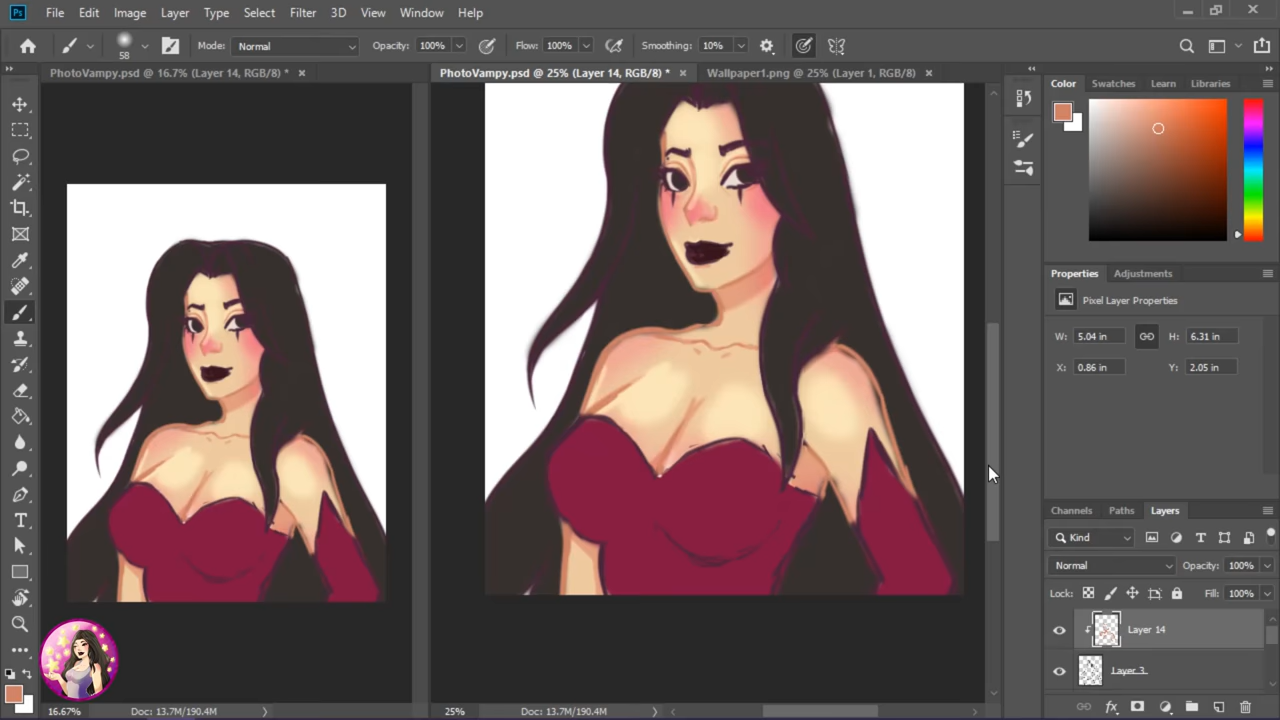 Ps File Edit Image Layer Type Select Filter 3D View Window Help
58 Mode: Normal Opacity: 100% Flow: 100% Smoothing: 10%
PhotoVampy.psd @ 16.7% (Layer 14, RGB/8) * PhotoVampy.psd @ 25% (Layer 14, RGB/8) * Wallpaper1.png @ 25% (Layer 1, RGB/8)
Color Swatches Learn Libraries
Properties Adjustments
Pixel Layer Properties
W: 5.04 in H: 6.31 in
X: 0.86 in Y: 2.05 in
Channels Paths Layers
Kind
Normal Opacity: 100%
Lock: Fill: 100%
Layer 14
Layer 3
16.67% Doc: 13.7M/190.4M 25% Doc: 13.7M/190.4M